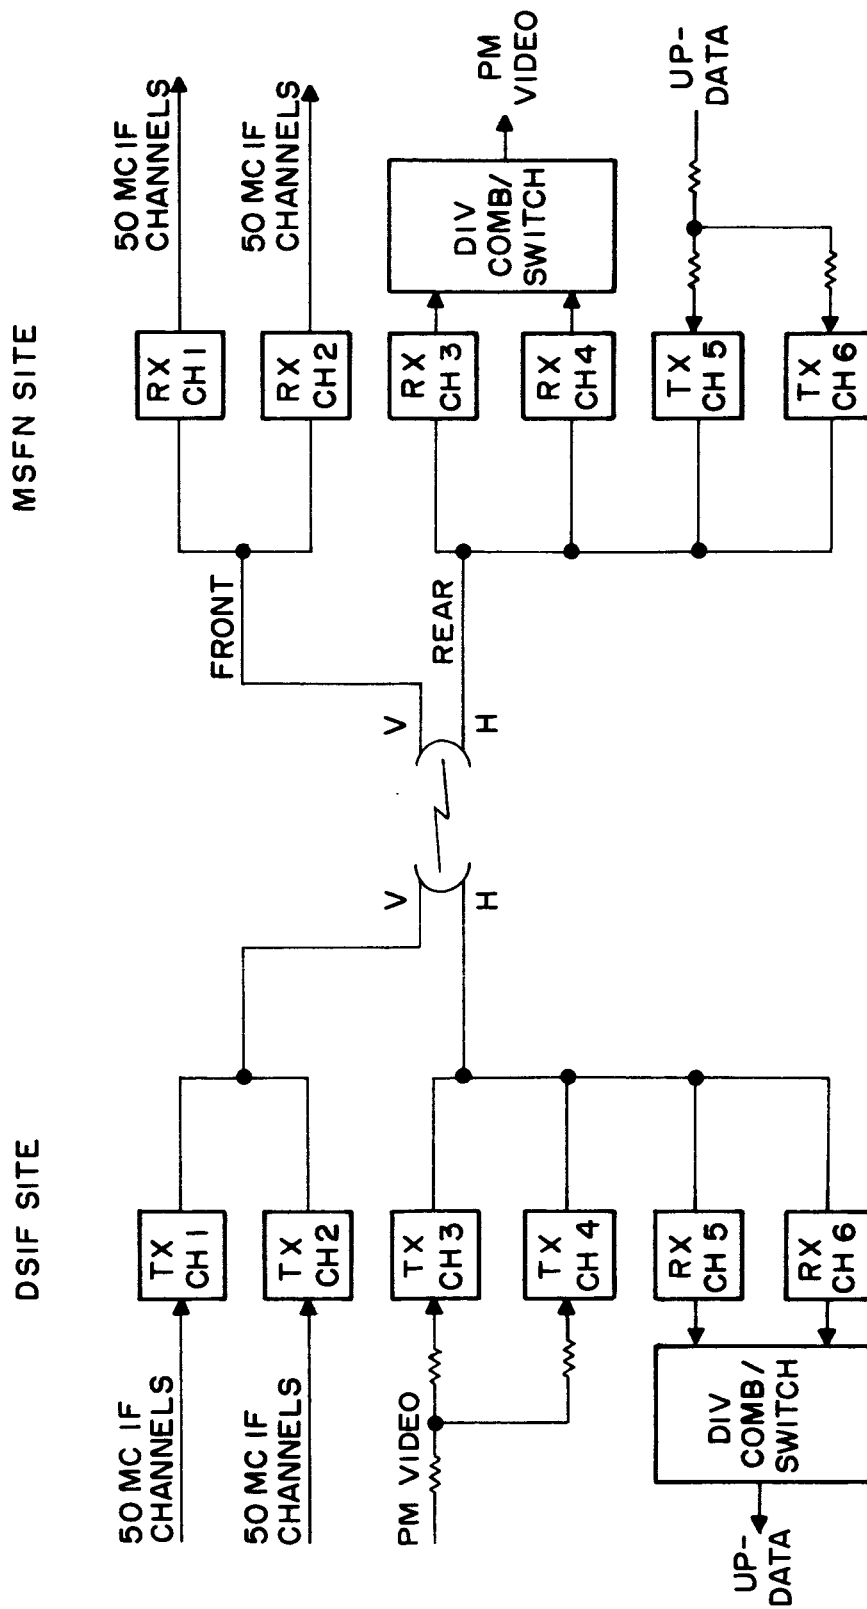 DSIF SITE
MSFN SITE
50 MC IF
CHANNELS
TX
CH 1
RX
CH 1
50 MC IF
CHANNELS
50 MC IF
CHANNELS
TX
CH 2
RX
CH 2
50 MC IF
CHANNELS
FRONT
V
V
H
H
REAR
PM VIDEO
TX
CH 3
RX
CH 3
DIV
COMB/
SWITCH
PM
VIDEO
TX
CH 4
RX
CH 4
RX
CH 5
TX
CH 5
UP-
DATA
DIV
COMB/
SWITCH
RX
CH 6
TX
CH 6
UP-
DATA